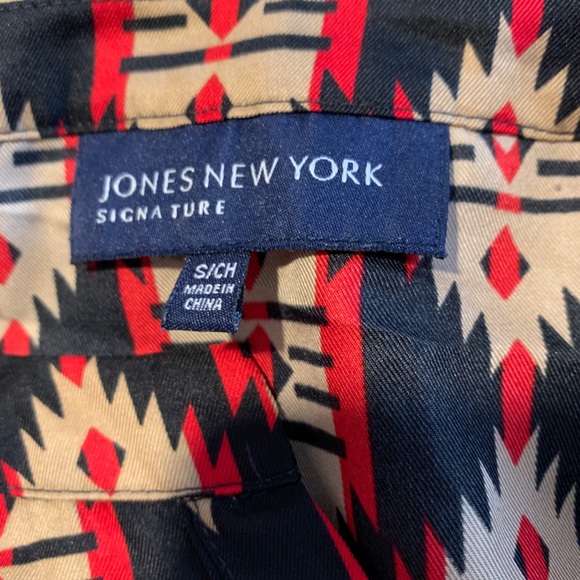 JONES NEW YORK
SIGNATURE
S/CH
MADE IN
CHINA